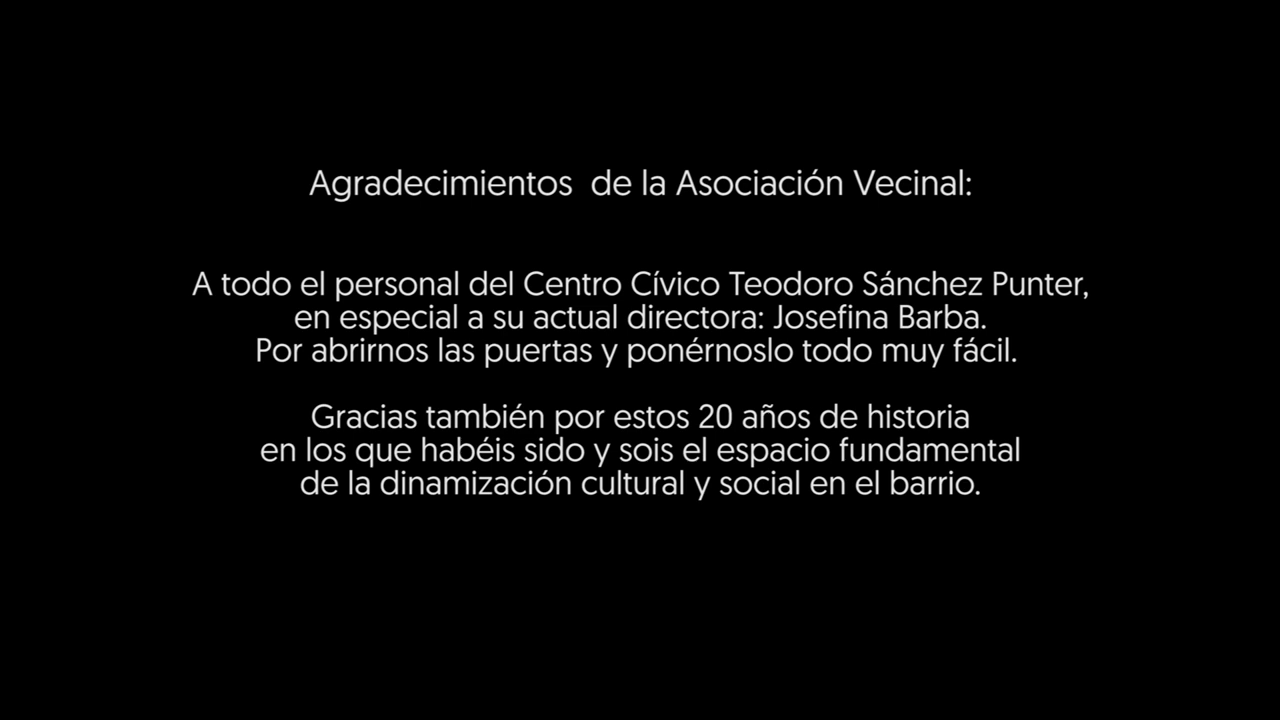 Agradecimientos  de la Asociación Vecinal:
A todo el personal del Centro Cívico Teodoro Sánchez Punter,
en especial a su actual directora: Josefina Barba.
Por abrirnos las puertas y ponérnoslo todo muy fácil.
Gracias también por estos 20 años de historia
en los que habéis sido y sois el espacio fundamental
de la dinamización cultural y social en el barrio.